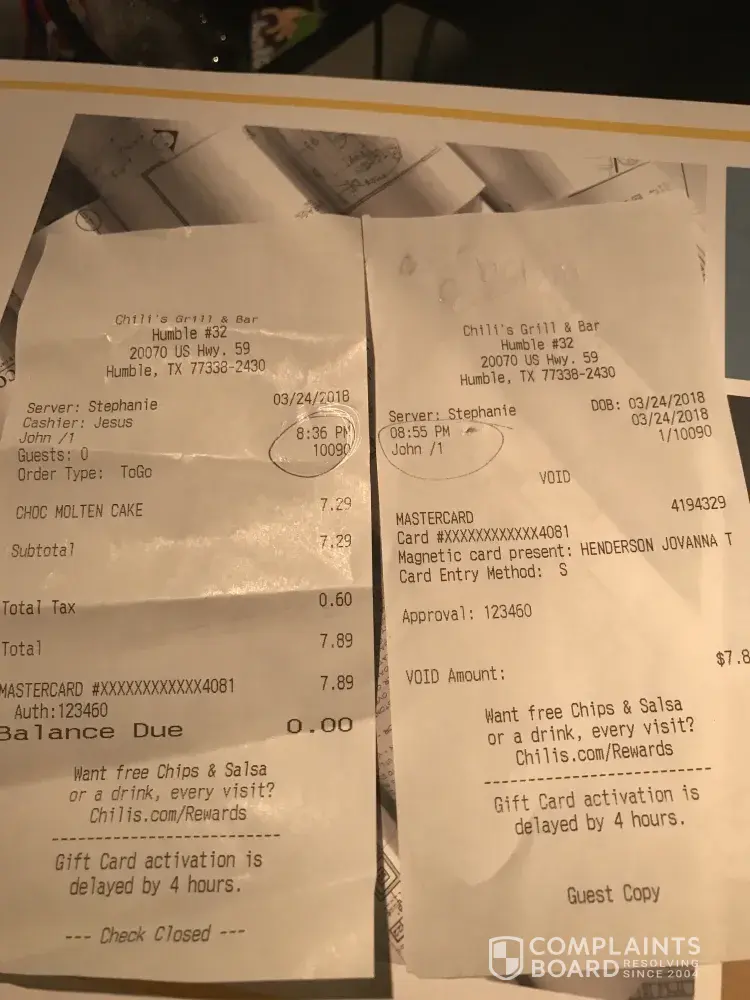 Chili's Grill & Bar
Humble #32
20070 US Hwy. 59
Humble, TX 77338-2430
Server: Stephanie 03/24/2018
Cashier: Jesus
John /1 8:36 PM
Guests: 0 10090
Order Type: ToGo
CHOC MOLTEN CAKE 7.29
Subtotal 7.29
Total Tax 0.60
Total 7.89
MASTERCARD #XXXXXXXXXXXX4081 7.89
Auth:123460
Balance Due 0.00
Want free Chips & Salsa
or a drink, every visit?
Chilis.com/Rewards
Gift Card activation is
delayed by 4 hours.
--- Check Closed ---
Chili's Grill & Bar
Humble #32
20070 US Hwy. 59
Humble, TX 77338-2430
Server: Stephanie DOB: 03/24/2018
08:55 PM 03/24/2018
John /1 1/10090
VOID
MASTERCARD 4194329
Card #XXXXXXXXXXXX4081
Magnetic card present: HENDERSON JOVANNA T
Card Entry Method: S
Approval: 123460
VOID Amount: $7.8
Want free Chips & Salsa
or a drink, every visit?
Chilis.com/Rewards
Gift Card activation is
delayed by 4 hours.
Guest Copy
COMPLAINTS
BOARD RESOLVING
SINCE 2004